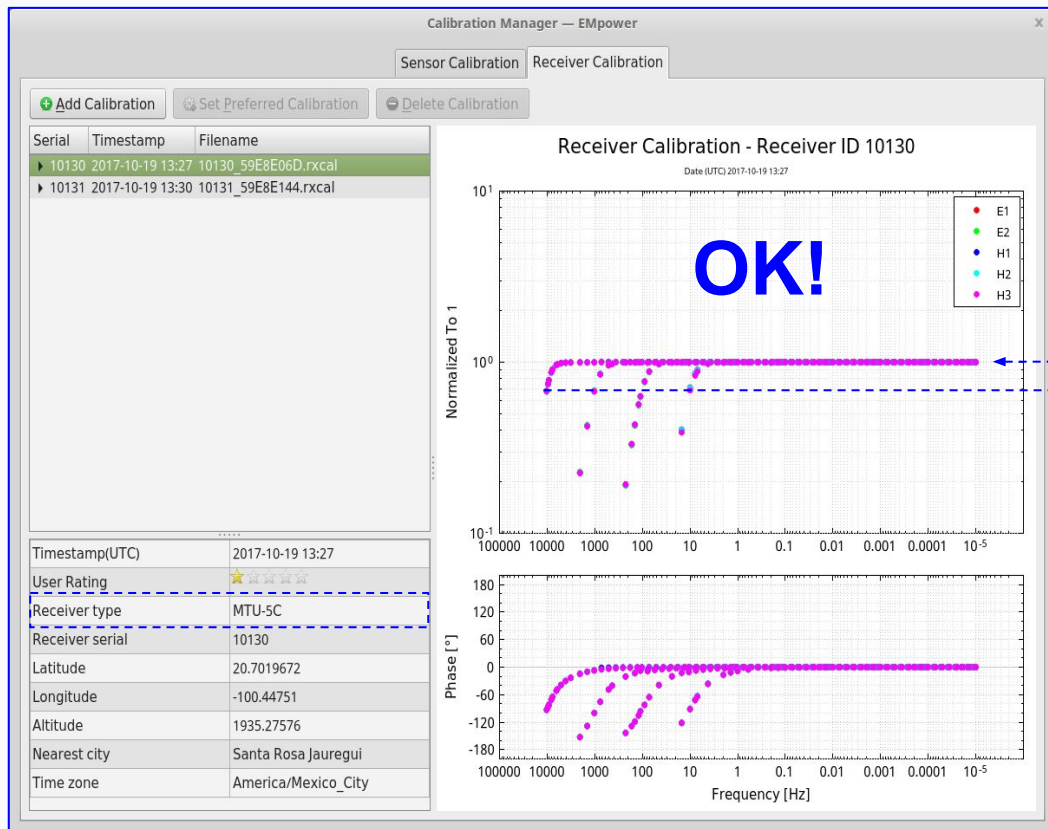 Calibration Manager — EMpower x
Sensor Calibration Receiver Calibration
Add Calibration Set Preferred Calibration Delete Calibration
Serial Timestamp Filename
10130 2017-10-19 13:27 10130_59E8E06D.rxcal
10131 2017-10-19 13:30 10131_59E8E144.rxcal
Timestamp(UTC) 2017-10-19 13:27
User Rating
Receiver type MTU-5C
Receiver serial 10130
Latitude 20.7019672
Longitude -100.44751
Altitude 1935.27576
Nearest city Santa Rosa Jauregui
Time zone America/Mexico_City
Receiver Calibration - Receiver ID 10130
Date (UTC) 2017-10-19 13:27
OK!
E1
E2
H1
H2
H3
Normalized To 1
10¹
10⁰
10⁻¹
100000 10000 1000 100 10 1 0.1 0.01 0.001 0.0001 10⁻⁵
Phase [°]
180
120
60
0
-60
-120
-180
100000 10000 1000 100 10 1 0.1 0.01 0.001 0.0001 10⁻⁵
Frequency [Hz]